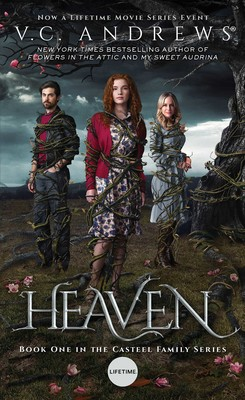 Now a Lifetime Movie Series Event
V.C. ANDREWS®
NEW YORK TIMES BESTSELLING AUTHOR OF
FLOWERS IN THE ATTIC AND MY SWEET AUDRINA
HEAVEN
Book One in the Casteel Family Series
LIFETIME